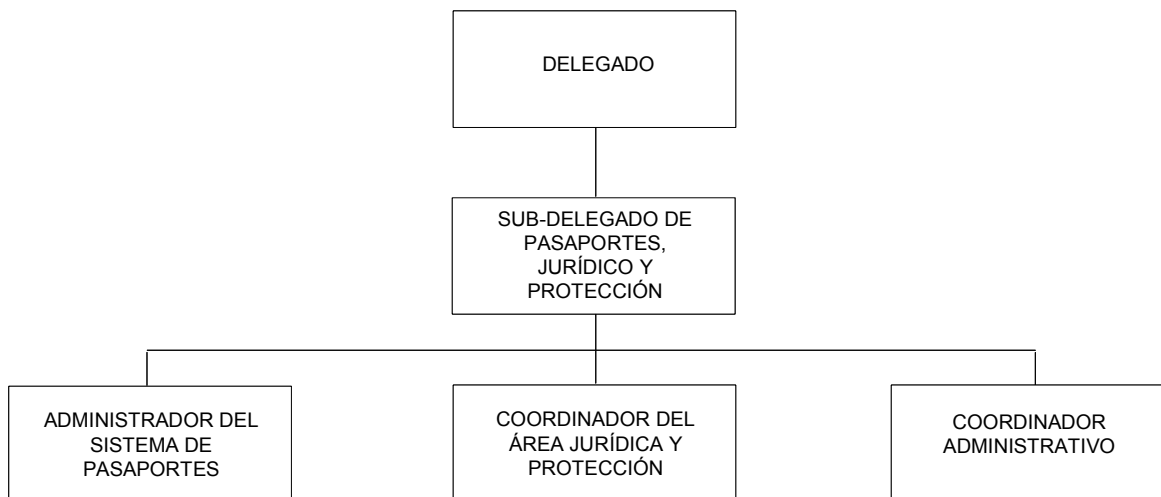 DELEGADO
SUB-DELEGADO DE
PASAPORTES,
JURÍDICO Y
PROTECCIÓN
ADMINISTRADOR DEL
SISTEMA DE
PASAPORTES
COORDINADOR DEL
ÁREA JURÍDICA Y
PROTECCIÓN
COORDINADOR
ADMINISTRATIVO